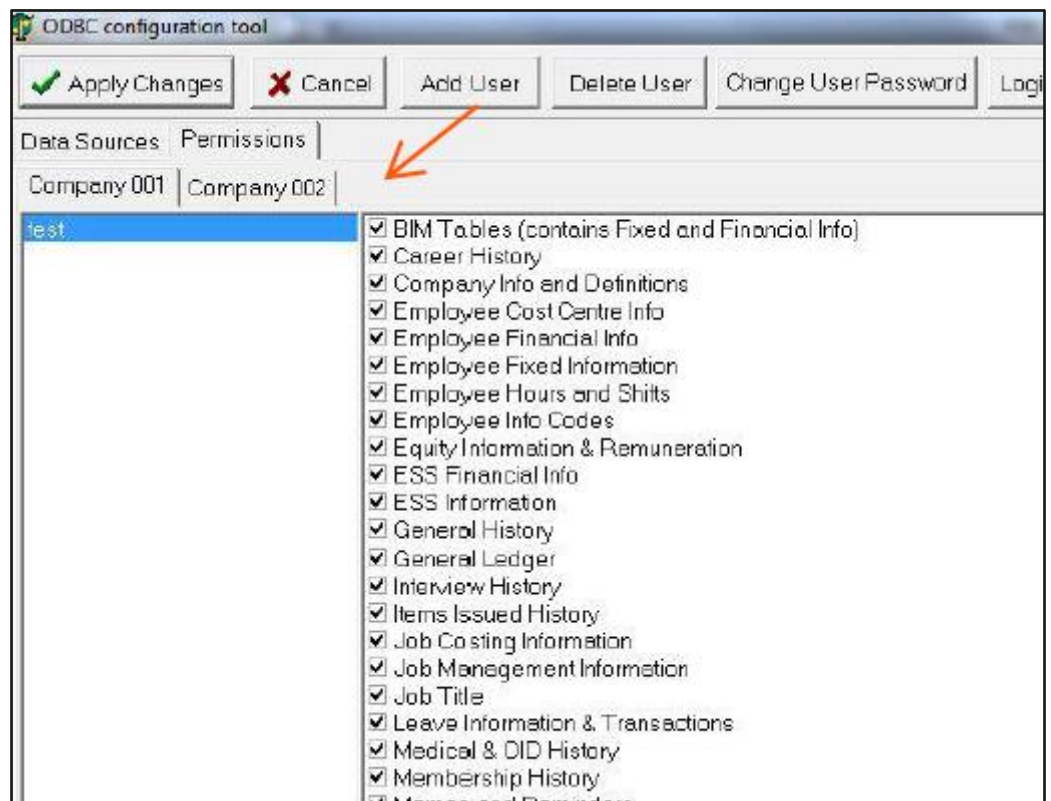 ODBC configuration tool
Apply Changes Cancel Add User Delete User Change User Password Logi
Data Sources Permissions
Company 001 Company 002
test
BIM Tables (contains Fixed and Financial Info)
Career History
Company Info and Definitions
Employee Cost Centre Info
Employee Financial Info
Employee Fixed Information
Employee Hours and Shifts
Employee Info Codes
Equity Information & Remuneration
ESS Financial Info
ESS Information
General History
General Ledger
Interview History
Items Issued History
Job Costing Information
Job Management Information
Job Title
Leave Information & Transactions
Medical & OID History
Membership History